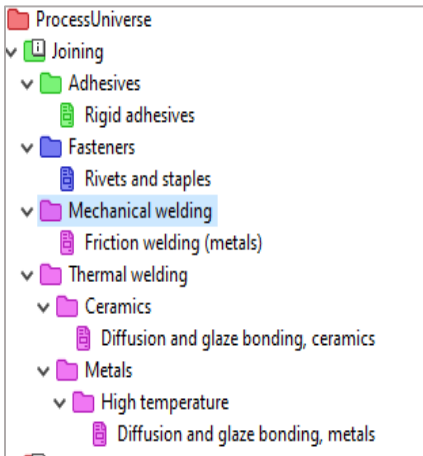 ProcessUniverse
Joining
Adhesives
Rigid adhesives
Fasteners
Rivets and staples
Mechanical welding
Friction welding (metals)
Thermal welding
Ceramics
Diffusion and glaze bonding, ceramics
Metals
High temperature
Diffusion and glaze bonding, metals